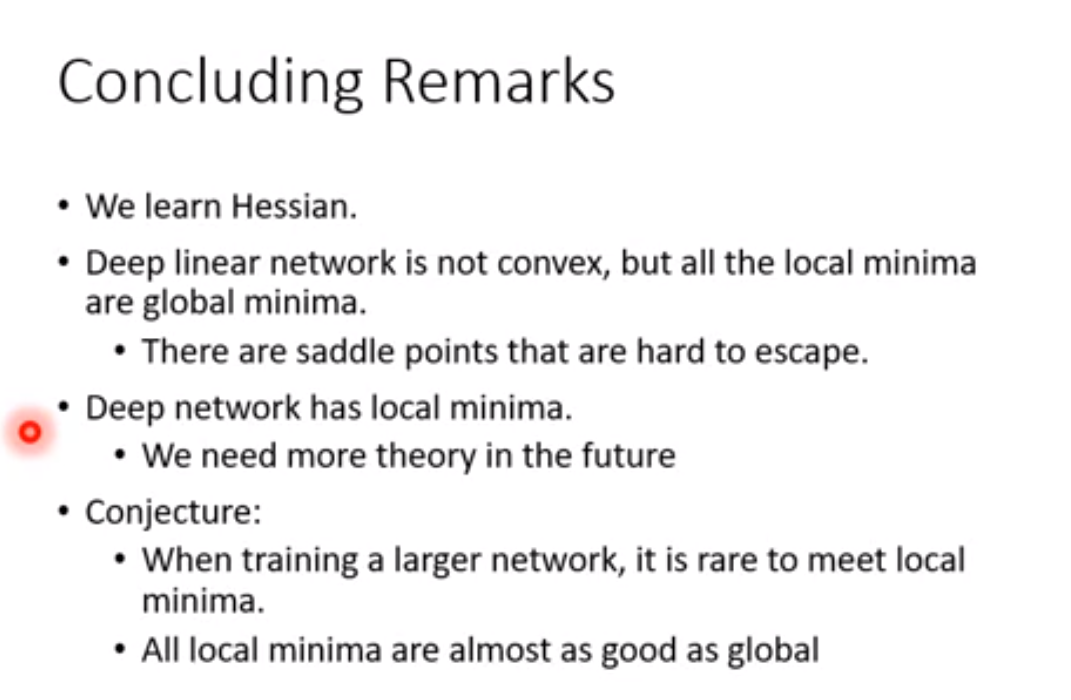 Concluding Remarks
• We learn Hessian.
• Deep linear network is not convex, but all the local minima
are global minima.
• There are saddle points that are hard to escape.
• Deep network has local minima.
• We need more theory in the future
• Conjecture:
• When training a larger network, it is rare to meet local
minima.
• All local minima are almost as good as global